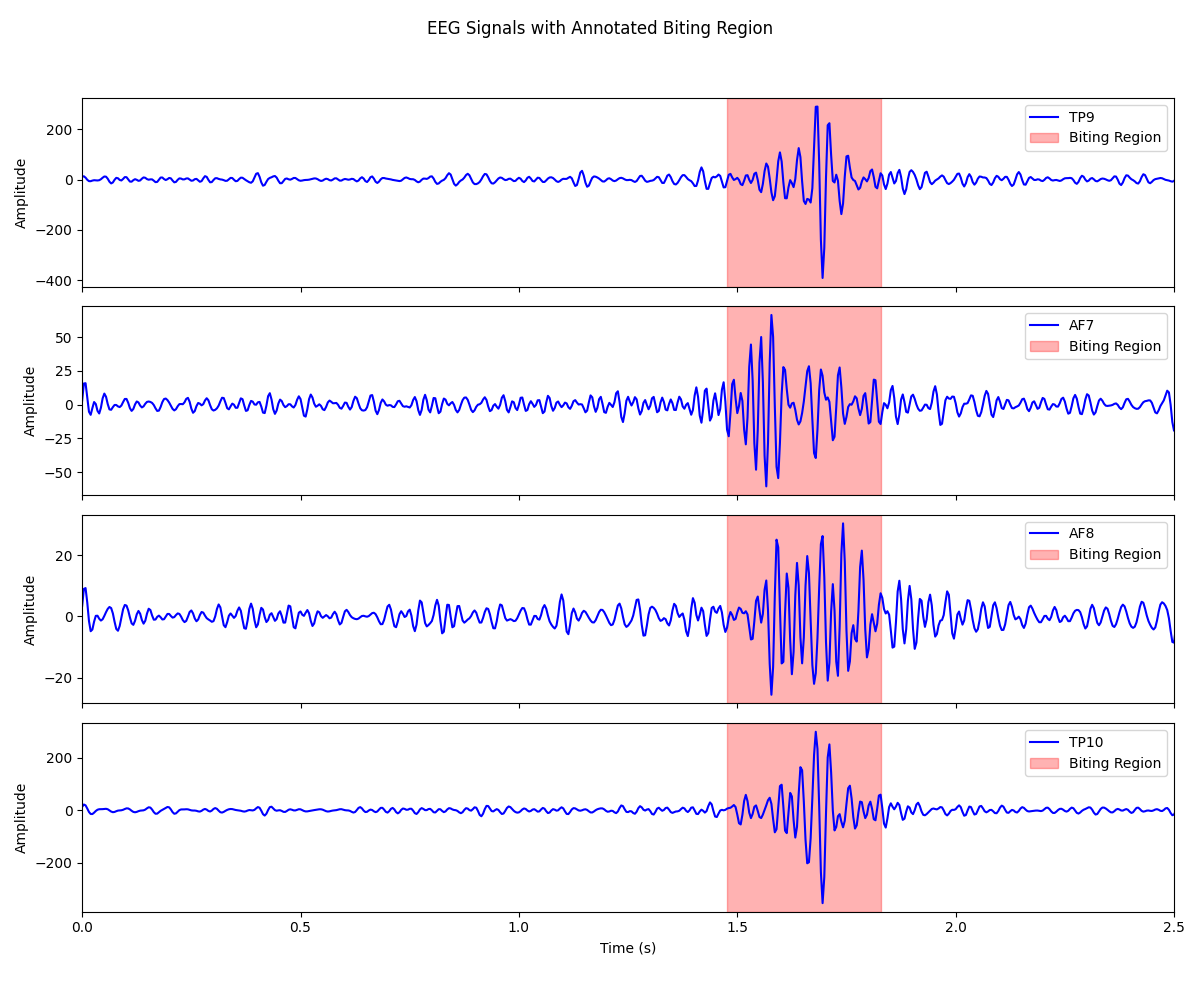 EEG Signals with Annotated Biting Region
Amplitude
200
0
−200
−400
TP9
Biting Region
Amplitude
50
25
0
−25
−50
AF7
Biting Region
Amplitude
20
0
−20
AF8
Biting Region
Amplitude
200
0
−200
TP10
Biting Region
0.0 0.5 1.0 1.5 2.0 2.5
Time (s)